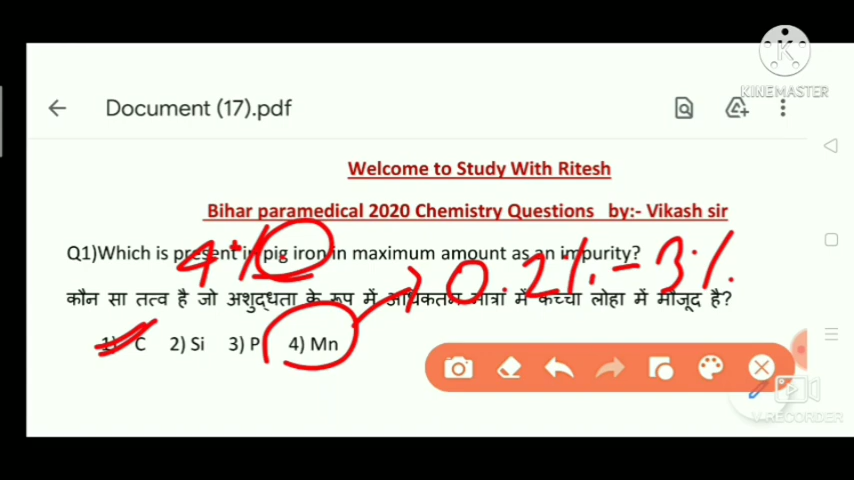 KINEMASTER
Document (17).pdf
Welcome to Study With Ritesh
Bihar paramedical 2020 Chemistry Questions by:- Vikash sir
Q1)Which is present in pig iron in maximum amount as an impurity?
4% 0.2% - 3%
कौन सा तत्व है जो अशुद्धता के रूप में अधिकतम मात्रा में कच्चा लोहा में मौजूद है?
1) C 2) Si 3) P 4) Mn
V-RECORDER